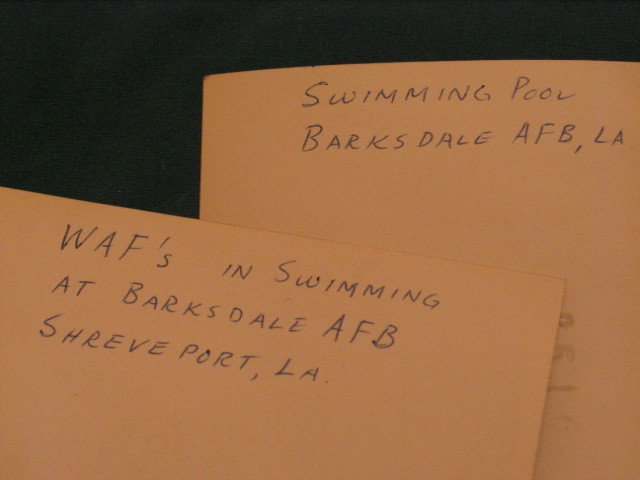 SWIMMING POOL
BARKSDALE AFB, LA
WAF's IN SWIMMING
AT BARKSDALE AFB
SHREVEPORT, LA.